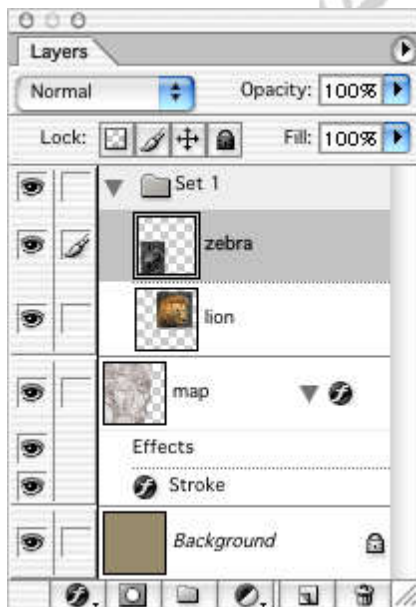 Layers
Normal Opacity: 100%
Lock: Fill: 100%
Set 1
zebra
lion
map
Effects
Stroke
Background